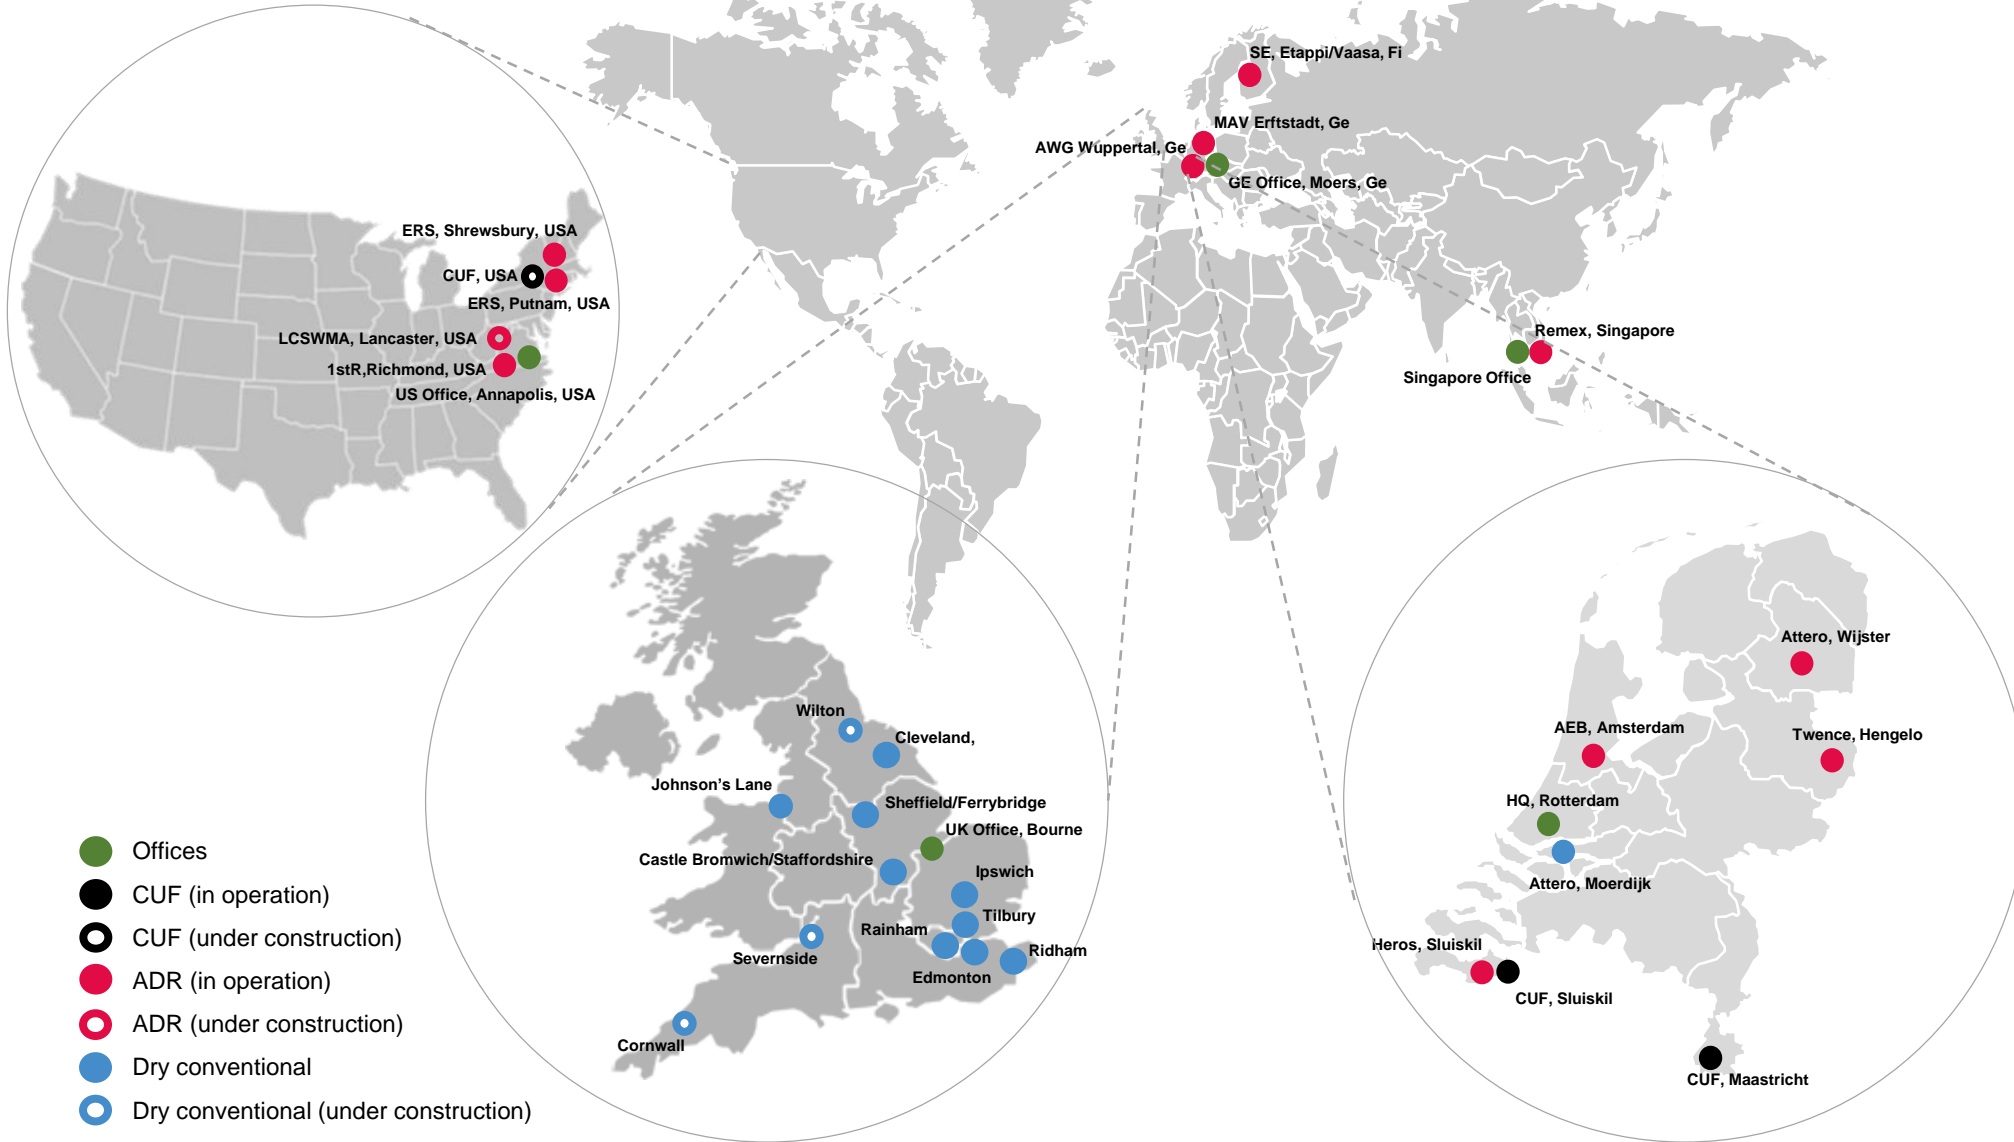 SE, Etappi/Vaasa, Fi
MAV Erftstadt, Ge
AWG Wuppertal, Ge
GE Office, Moers, Ge
ERS, Shrewsbury, USA
CUF, USA
ERS, Putnam, USA
LCSWMA, Lancaster, USA
1stR,Richmond, USA
US Office, Annapolis, USA
Remex, Singapore
Singapore Office
Wilton
Cleveland,
Johnson's Lane
Sheffield/Ferrybridge
UK Office, Bourne
Castle Bromwich/Staffordshire
Ipswich
Tilbury
Rainham
Ridham
Edmonton
Severnside
Cornwall
Attero, Wijster
AEB, Amsterdam
Twence, Hengelo
HQ, Rotterdam
Attero, Moerdijk
Heros, Sluiskil
CUF, Sluiskil
CUF, Maastricht
Offices
CUF (in operation)
CUF (under construction)
ADR (in operation)
ADR (under construction)
Dry conventional
Dry conventional (under construction)